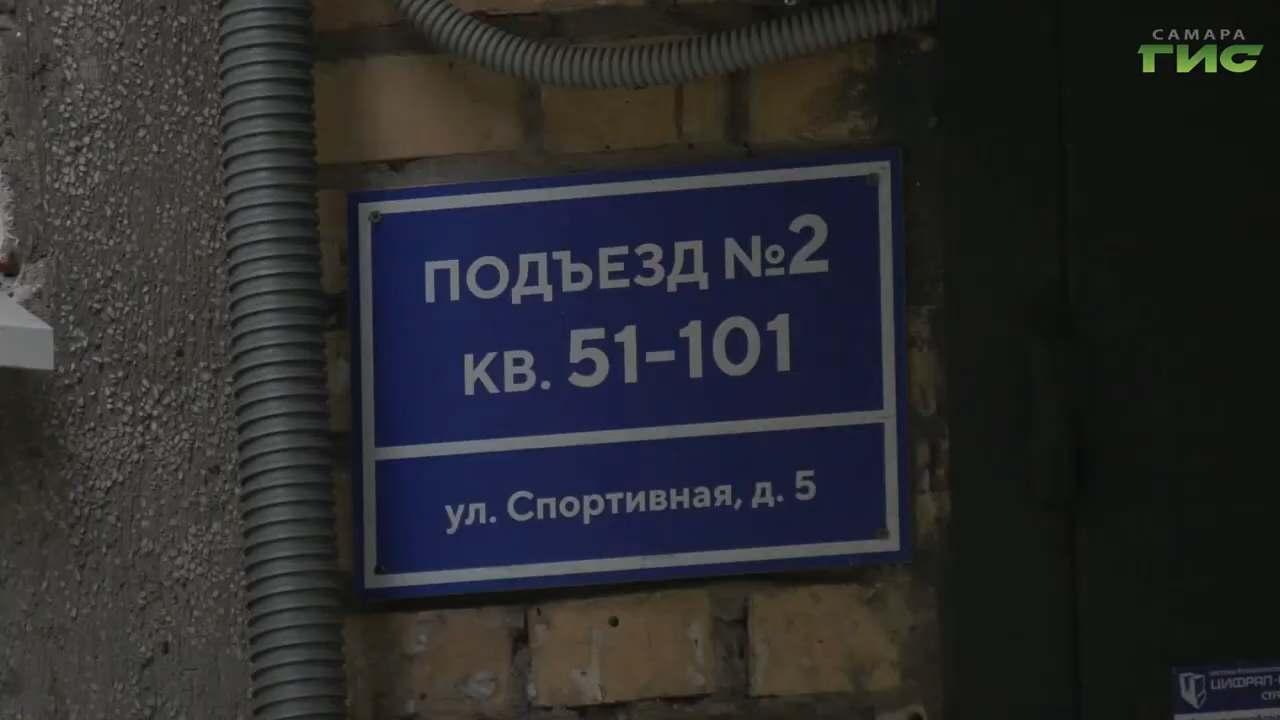 САМАРА
ГИС
ПОДЪЕЗД №2
КВ. 51-101
ул. Спортивная, д. 5